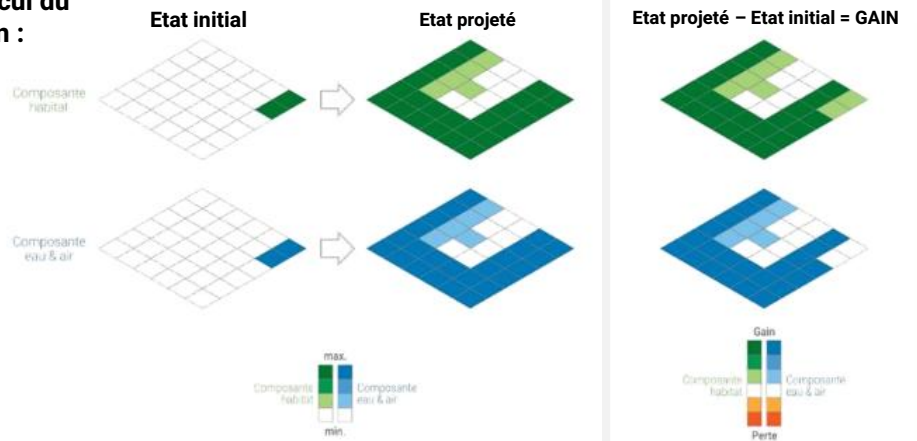 cul du
n :
Etat initial
Etat projeté
Etat projeté – Etat initial = GAIN
Composante
habitat
Composante
eau & air
max.
Composante
habitat
Composante
eau & air
min.
Gain
Composante
habitat
Composante
eau & air
Perte